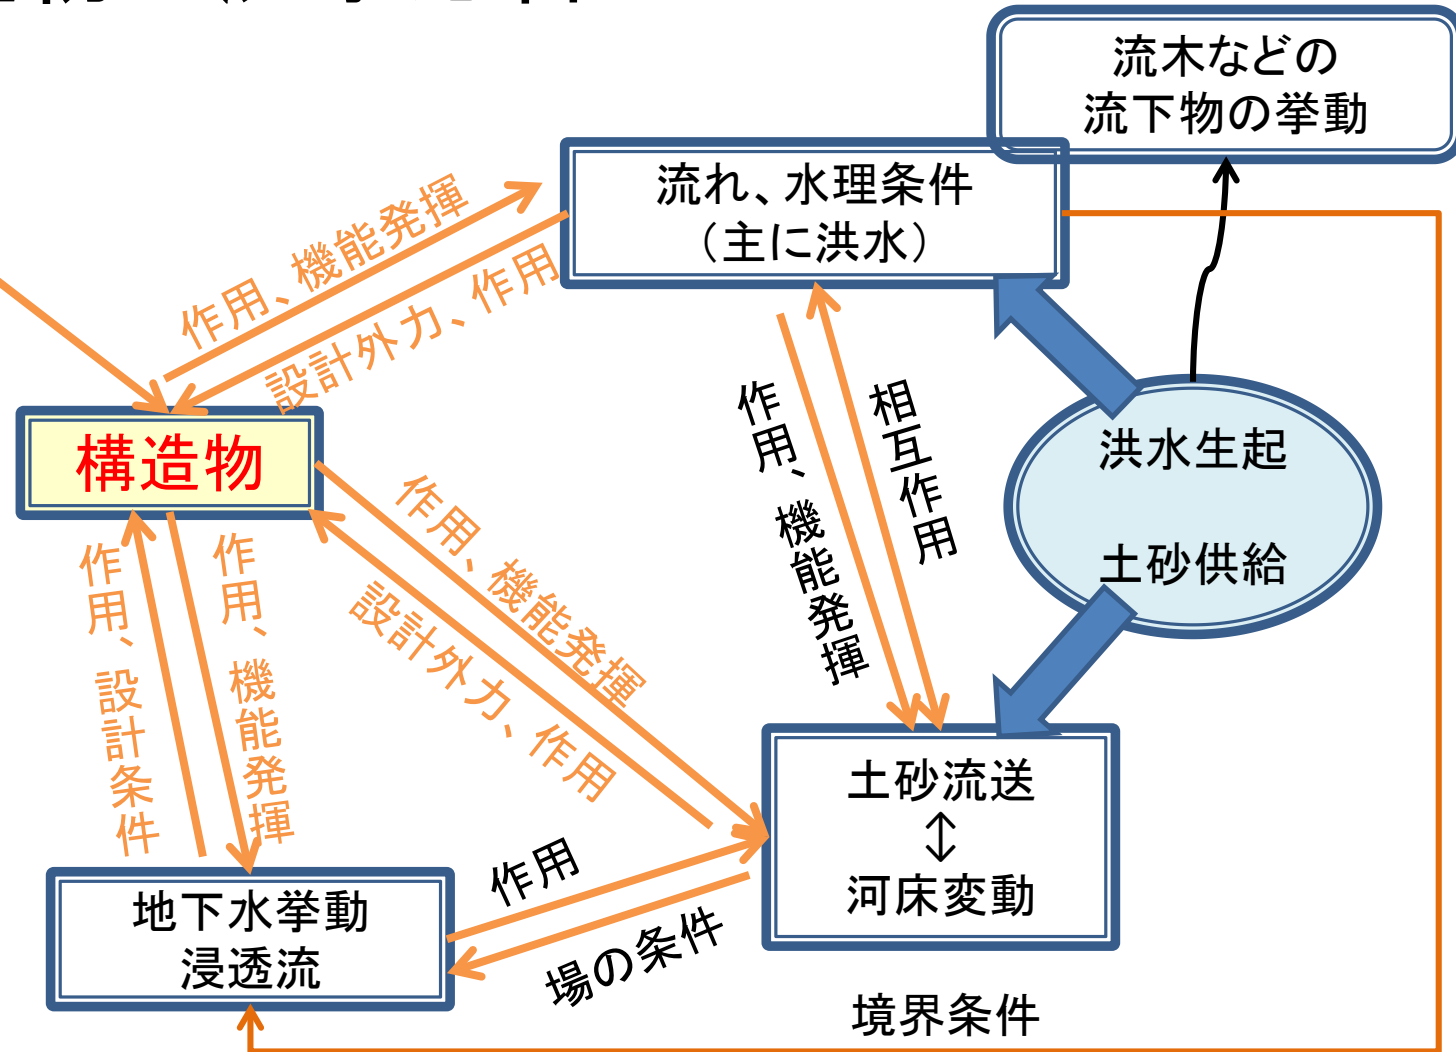 流木などの
流下物の挙動
流れ、水理条件
（主に洪水）
作用、機能発揮
設計外力、作用
構造物
作用、機能発揮
相互作用
洪水生起
土砂供給
作用、機能発揮
設計外力、作用
作用、設計条件
作用、機能発揮
土砂流送
↕
河床変動
作用
場の条件
地下水挙動
浸透流
境界条件